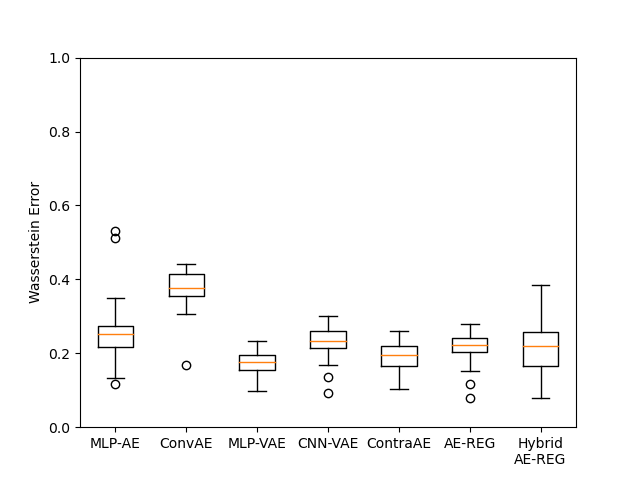 1.0
0.8
0.6
0.4
0.2
0.0
Wasserstein Error
MLP-AE ConvAE MLP-VAE CNN-VAE ContraAE AE-REG Hybrid
AE-REG